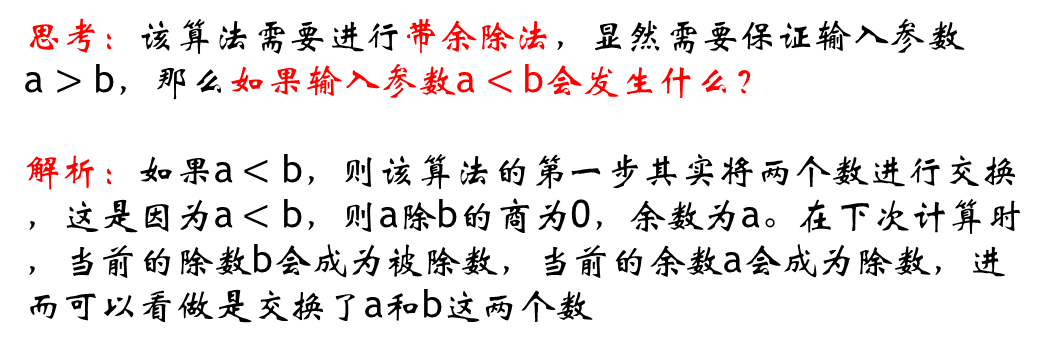 思考：该算法需要进行带余除法，显然需要保证输入参数
a＞b，那么如果输入参数a＜b会发生什么？
解析：如果a＜b，则该算法的第一步其实将两个数进行交换
，这是因为a＜b，则a除b的商为0，余数为a。在下次计算时
，当前的除数b会成为被除数，当前的余数a会成为除数，进
而可以看做是交换了a和b这两个数